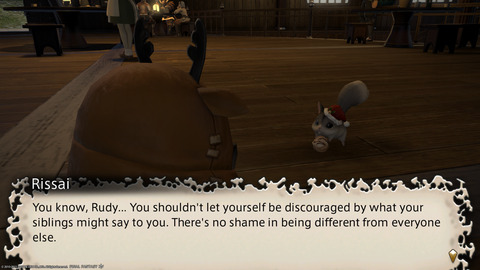 Rissai
You know, Rudy... You shouldn't let yourself be discouraged by what your
siblings might say to you. There's no shame in being different from everyone
else.